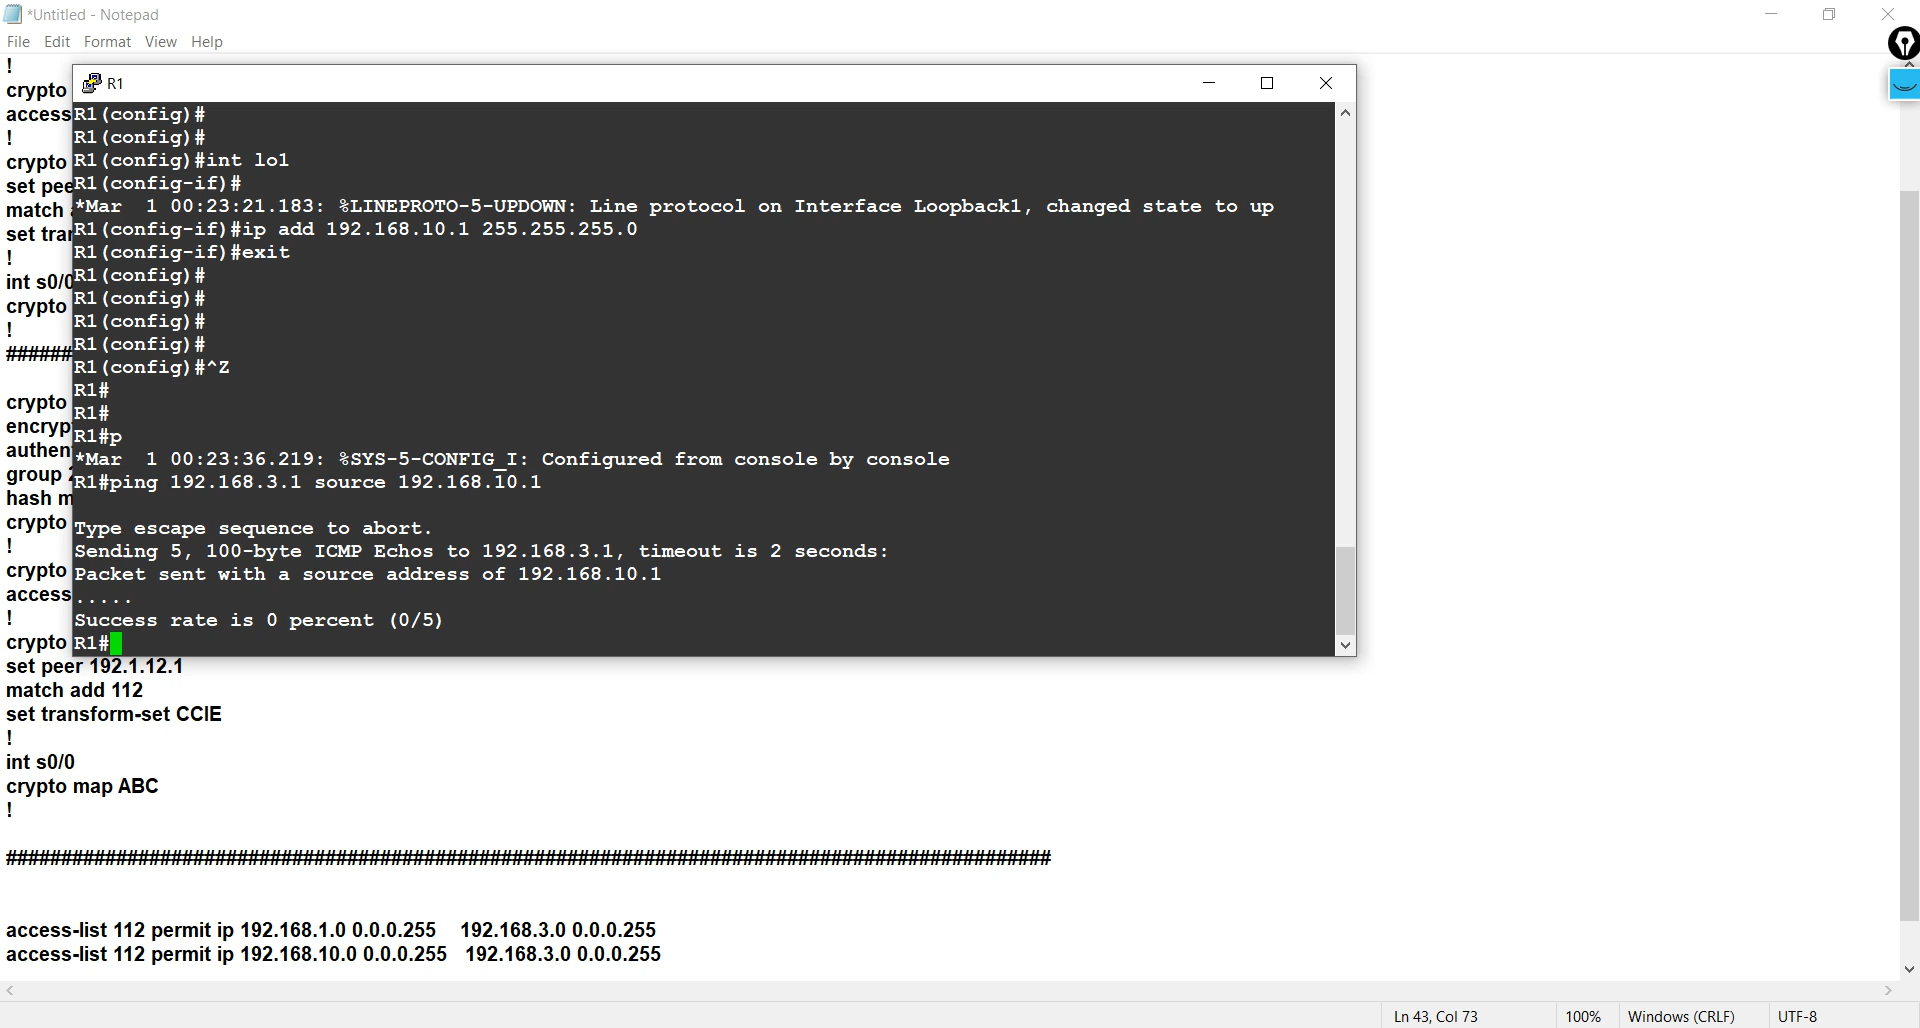 *Untitled - Notepad
File Edit Format View Help
!
crypto
access
!
crypto
set pee
match
set tra
!
int s0/0
crypto
!
######
crypto
encryp
authen
group
hash m
crypto
!
crypto
access
!
crypto
R1
R1(config)#
R1(config)#
R1(config)#int lo1
R1(config-if)#
*Mar  1 00:23:21.183: %LINEPROTO-5-UPDOWN: Line protocol on Interface Loopback1, changed state to up
R1(config-if)#ip add 192.168.10.1 255.255.255.0
R1(config-if)#exit
R1(config)#
R1(config)#
R1(config)#
R1(config)#
R1(config)#^Z
R1#
R1#
R1#p
*Mar  1 00:23:36.219: %SYS-5-CONFIG_I: Configured from console by console
R1#ping 192.168.3.1 source 192.168.10.1
Type escape sequence to abort.
Sending 5, 100-byte ICMP Echos to 192.168.3.1, timeout is 2 seconds:
Packet sent with a source address of 192.168.10.1
.....
Success rate is 0 percent (0/5)
R1#
set peer 192.1.12.1
match add 112
set transform-set CCIE
!
int s0/0
crypto map ABC
!
###############################################################################################
access-list 112 permit ip 192.168.1.0 0.0.0.255    192.168.3.0 0.0.0.255
access-list 112 permit ip 192.168.10.0 0.0.0.255   192.168.3.0 0.0.0.255
Ln 43, Col 73 100% Windows (CRLF) UTF-8